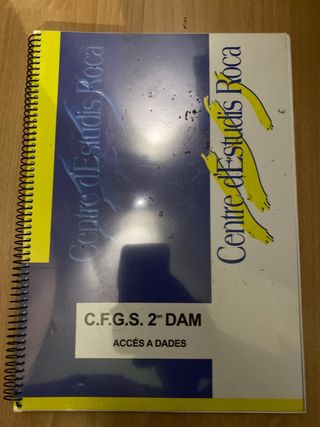 Centre d'Estudis Roca
Centre d'Estudis Roca
C.F.G.S. 2on DAM
ACCÉS A DADES